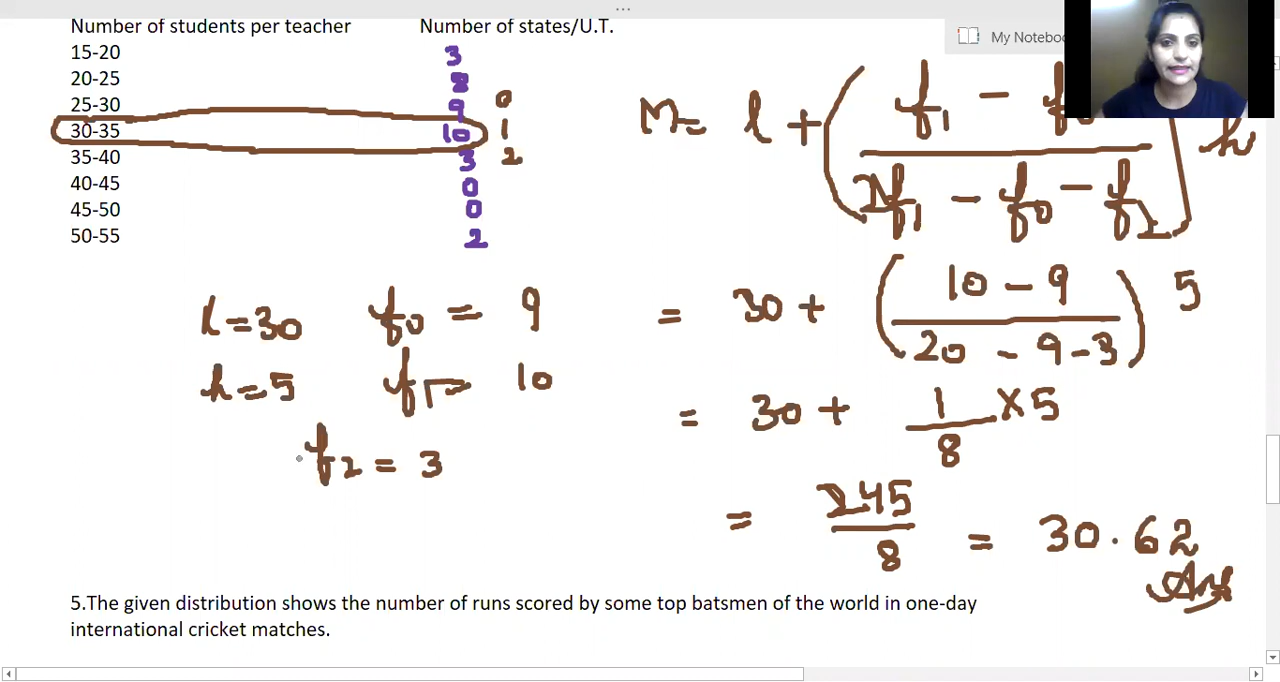 Number of students per teacher Number of states/U.T.
My Notebo
15-20 3
20-25 8
25-30 9 0
30-35 10 1
35-40 3 2
40-45 0
45-50 0
50-55 2
M = l + ( f1 - f0 / 2f1 - f0 - f2 ) h
l = 30 f0 = 9
h = 5 f1 = 10
f2 = 3
= 30 + ( 10 - 9 / 20 - 9 - 3 ) 5
= 30 + 1/8 × 5
= 245/8 = 30.62
Ans
5.The given distribution shows the number of runs scored by some top batsmen of the world in one-day
international cricket matches.